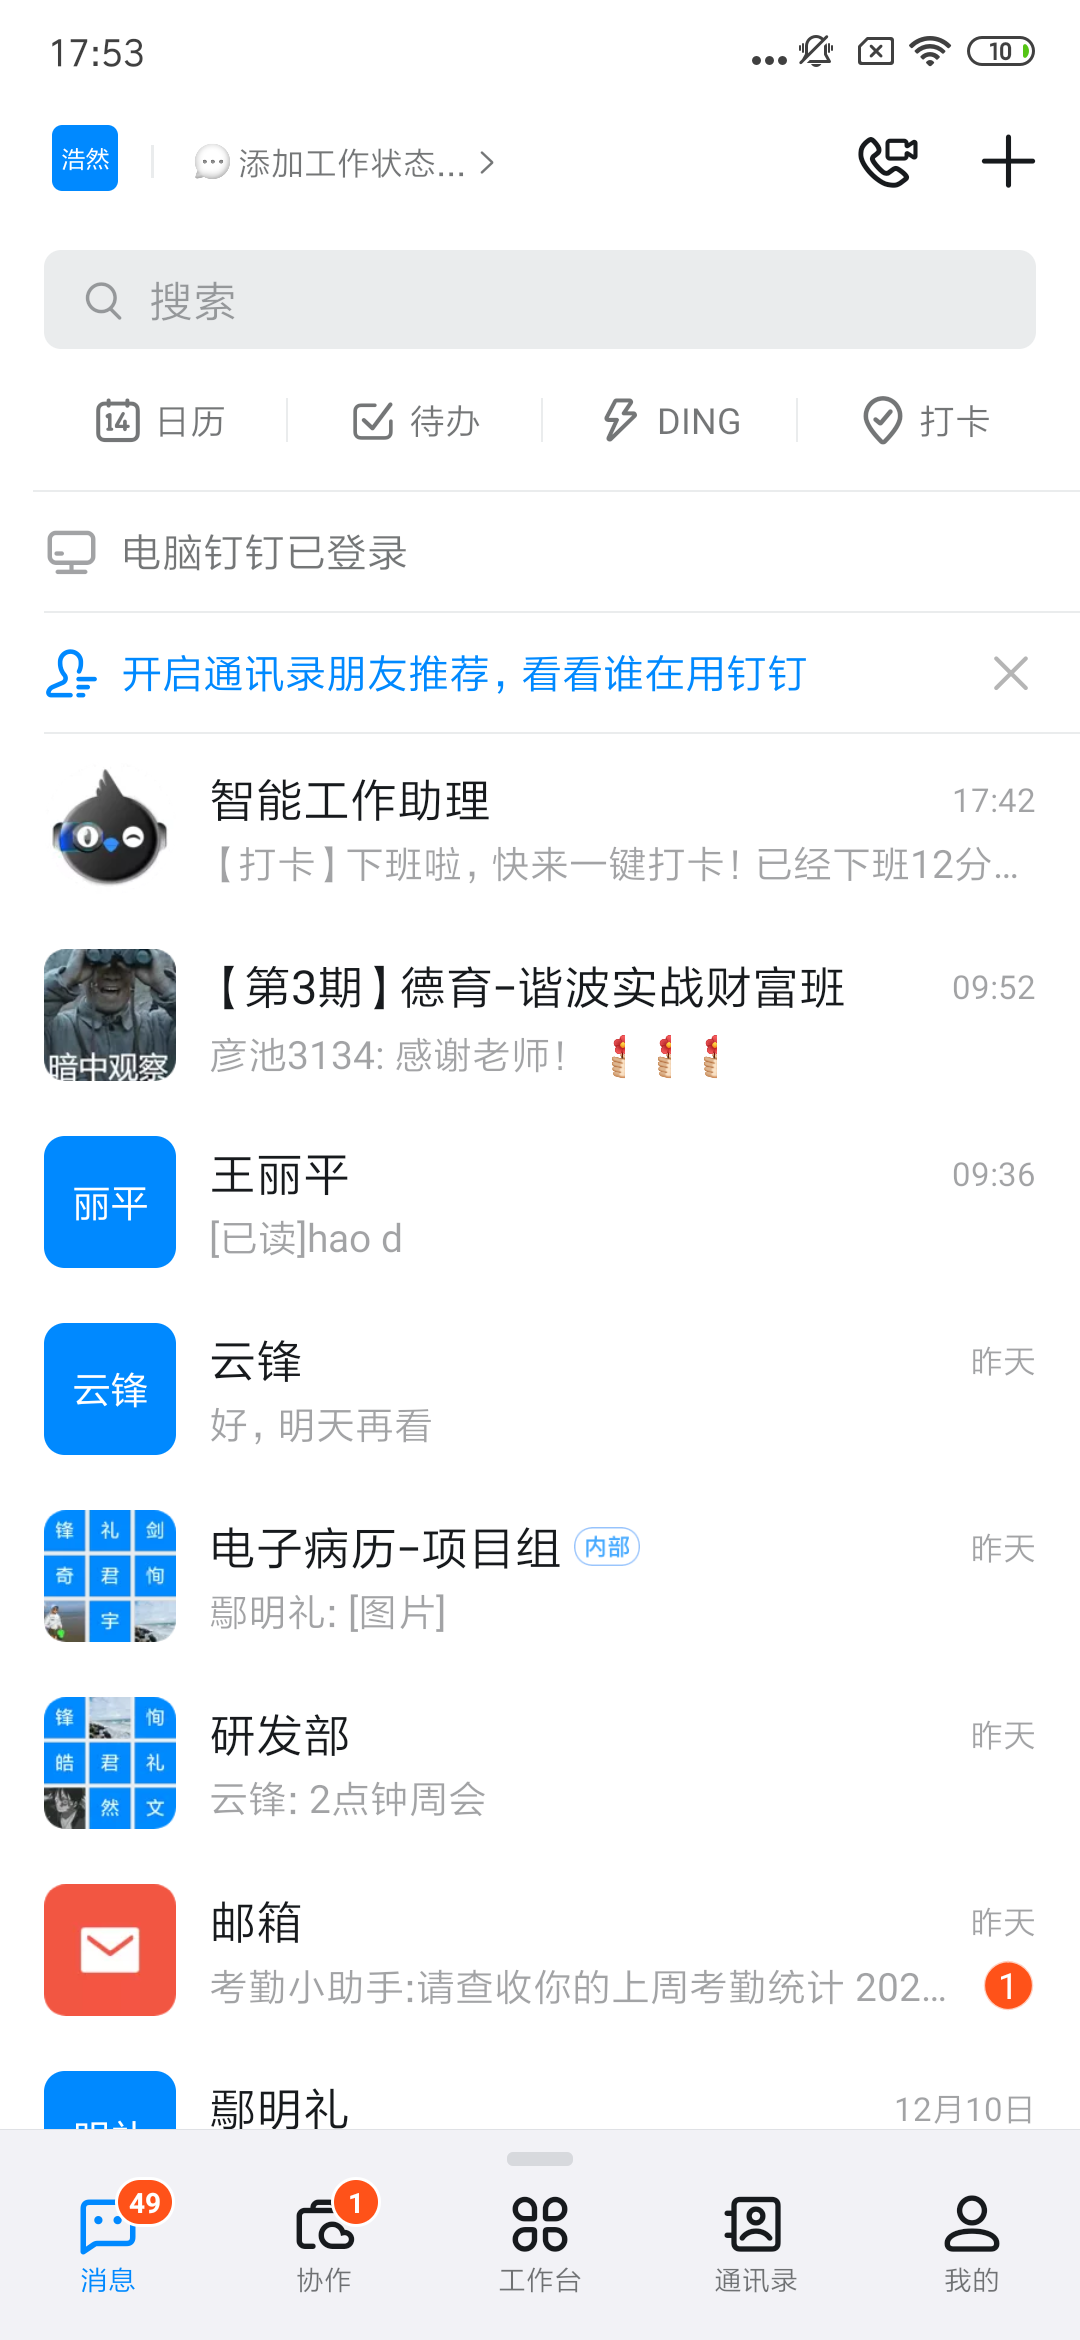 17:53
10
浩然
添加工作状态...
搜索
14 日历
待办
DING
打卡
电脑钉钉已登录
开启通讯录朋友推荐，看看谁在用钉钉
智能工作助理
17:42
【打卡】下班啦，快来一键打卡！已经下班12分...
暗中观察
【第3期】德育-谐波实战财富班
09:52
彦池3134: 感谢老师！
丽平
王丽平
09:36
[已读]hao d
云锋
云锋
昨天
好，明天再看
锋 礼 剑
奇 君 恂
宇
电子病历-项目组 内部
昨天
鄢明礼: [图片]
锋 恂
皓 君 礼
然 文
研发部
昨天
云锋: 2点钟周会
邮箱
昨天
考勤小助手:请查收你的上周考勤统计 202...
1
明礼
鄢明礼
12月10日
49
消息
1
协作
工作台
通讯录
我的